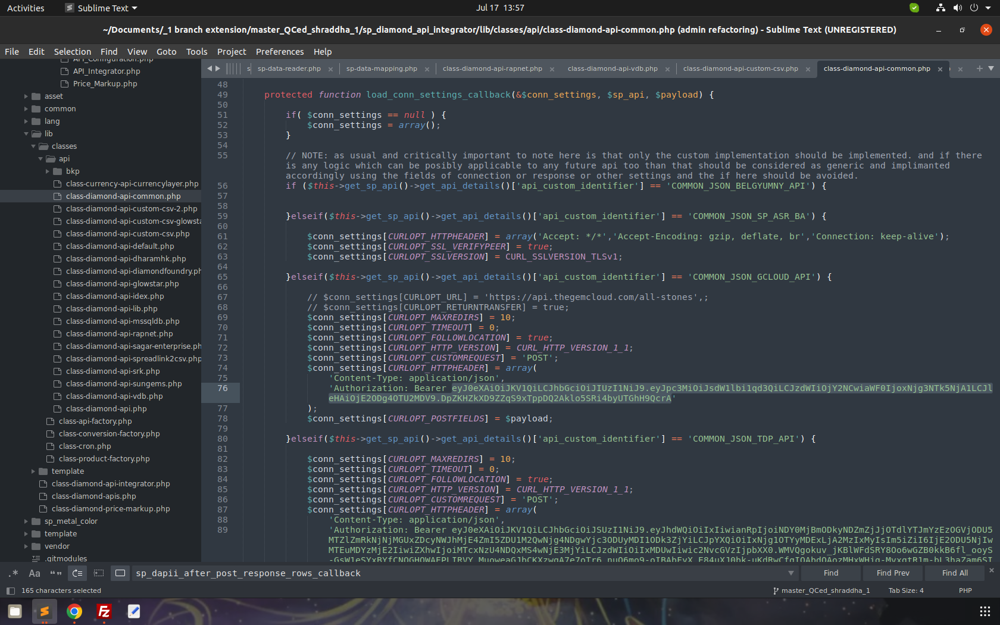 Activities
Sublime Text
Jul 17 13:57
~/Documents/_1 branch extension/master_QCed_shraddha_1/sp_diamond_api_integrator/lib/classes/api/class-diamond-api-common.php (admin refactoring) - Sublime Text (UNREGISTERED)
File Edit Selection Find View Goto Tools Project Preferences Help
API_Configuration.php
API_Integrator.php
Price_Markup.php
asset
common
lang
lib
classes
api
bkp
class-currency-api-currencylayer.php
class-diamond-api-common.php
class-diamond-api-custom-csv-2.php
class-diamond-api-custom-csv-glowsta
class-diamond-api-custom-csv.php
class-diamond-api-default.php
class-diamond-api-dharamhk.php
class-diamond-api-diamondfoundry.ph
class-diamond-api-glowstar.php
class-diamond-api-idex.php
class-diamond-api-lib.php
class-diamond-api-mssqldb.php
class-diamond-api-rapnet.php
class-diamond-api-sagar-enterprise.ph
class-diamond-api-spreadlink2csv.php
class-diamond-api-srk.php
class-diamond-api-sungems.php
class-diamond-api-vdb.php
class-diamond-api.php
class-api-factory.php
class-conversion-factory.php
class-cron.php
class-product-factory.php
template
class-diamond-api-integrator.php
class-diamond-apis.php
class-diamond-price-markup.php
sp_metal_color
template
vendor
.gitmodules
s sp-data-reader.php sp-data-mapping.php class-diamond-api-rapnet.php class-diamond-api-vdb.php class-diamond-api-custom-csv.php class-diamond-api-common.php
48
49 protected function load_conn_settings_callback(&$conn_settings, $sp_api, $payload) {
50
51 if( $conn_settings == null ) {
52 $conn_settings = array();
53 }
54
55 // NOTE: as usual and critically important to note here is that only the custom implementation should be implemented. and if there
is any logic which can be posibly applicable to any future api too than that should be considered as generic and implimanted
accordingly using the fields of connection or response or other settings and the if here should be avoided.
56 if ($this->get_sp_api()->get_api_details()['api_custom_identifier'] == 'COMMON_JSON_BELGYUMNY_API') {
57
58
59 }elseif($this->get_sp_api()->get_api_details()['api_custom_identifier'] == 'COMMON_JSON_SP_ASR_BA') {
60
61 $conn_settings[CURLOPT_HTTPHEADER] = array('Accept: */*','Accept-Encoding: gzip, deflate, br','Connection: keep-alive');
62 $conn_settings[CURLOPT_SSL_VERIFYPEER] = true;
63 $conn_settings[CURLOPT_SSLVERSION] = CURL_SSLVERSION_TLSv1;
64
65 }elseif($this->get_sp_api()->get_api_details()['api_custom_identifier'] == 'COMMON_JSON_GCLOUD_API') {
66
67 // $conn_settings[CURLOPT_URL] = 'https://api.thegemcloud.com/all-stones',;
68 // $conn_settings[CURLOPT_RETURNTRANSFER] = true;
69 $conn_settings[CURLOPT_MAXREDIRS] = 10;
70 $conn_settings[CURLOPT_TIMEOUT] = 0;
71 $conn_settings[CURLOPT_FOLLOWLOCATION] = true;
72 $conn_settings[CURLOPT_HTTP_VERSION] = CURL_HTTP_VERSION_1_1;
73 $conn_settings[CURLOPT_CUSTOMREQUEST] = 'POST';
74 $conn_settings[CURLOPT_HTTPHEADER] = array(
75 'Content-Type: application/json',
76 'Authorization: Bearer
77 );
78 $conn_settings[CURLOPT_POSTFIELDS] = $payload;
79
80 }elseif($this->get_sp_api()->get_api_details()['api_custom_identifier'] == 'COMMON_JSON_TDP_API') {
81
82 $conn_settings[CURLOPT_MAXREDIRS] = 10;
83 $conn_settings[CURLOPT_TIMEOUT] = 0;
84 $conn_settings[CURLOPT_FOLLOWLOCATION] = true;
85 $conn_settings[CURLOPT_HTTP_VERSION] = CURL_HTTP_VERSION_1_1;
86 $conn_settings[CURLOPT_CUSTOMREQUEST] = 'POST';
87 $conn_settings[CURLOPT_HTTPHEADER] = array(
88 'Content-Type: application/json',
89 'Authorization: Bearer
.* Aa “” sp_dapii_after_post_response_rows_callback Find Find Prev Find All
165 characters selected master_QCed_shraddha_1 Tab Size: 4 PHP